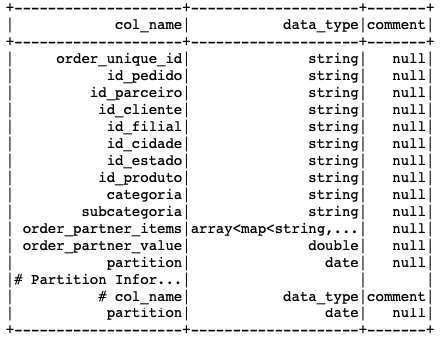 +--------------------+--------------------+-------+
|            col_name|           data_type|comment|
+--------------------+--------------------+-------+
|     order_unique_id|              string|   null|
|           id_pedido|              string|   null|
|         id_parceiro|              string|   null|
|          id_cliente|              string|   null|
|           id_filial|              string|   null|
|           id_cidade|              string|   null|
|           id_estado|              string|   null|
|          id_produto|              string|   null|
|           categoria|              string|   null|
|        subcategoria|              string|   null|
| order_partner_items|array<map<string,...|   null|
| order_partner_value|              double|   null|
|           partition|                date|   null|
|# Partition Infor...|                    |       |
|          # col_name|           data_type|comment|
|           partition|                date|   null|
+--------------------+--------------------+-------+